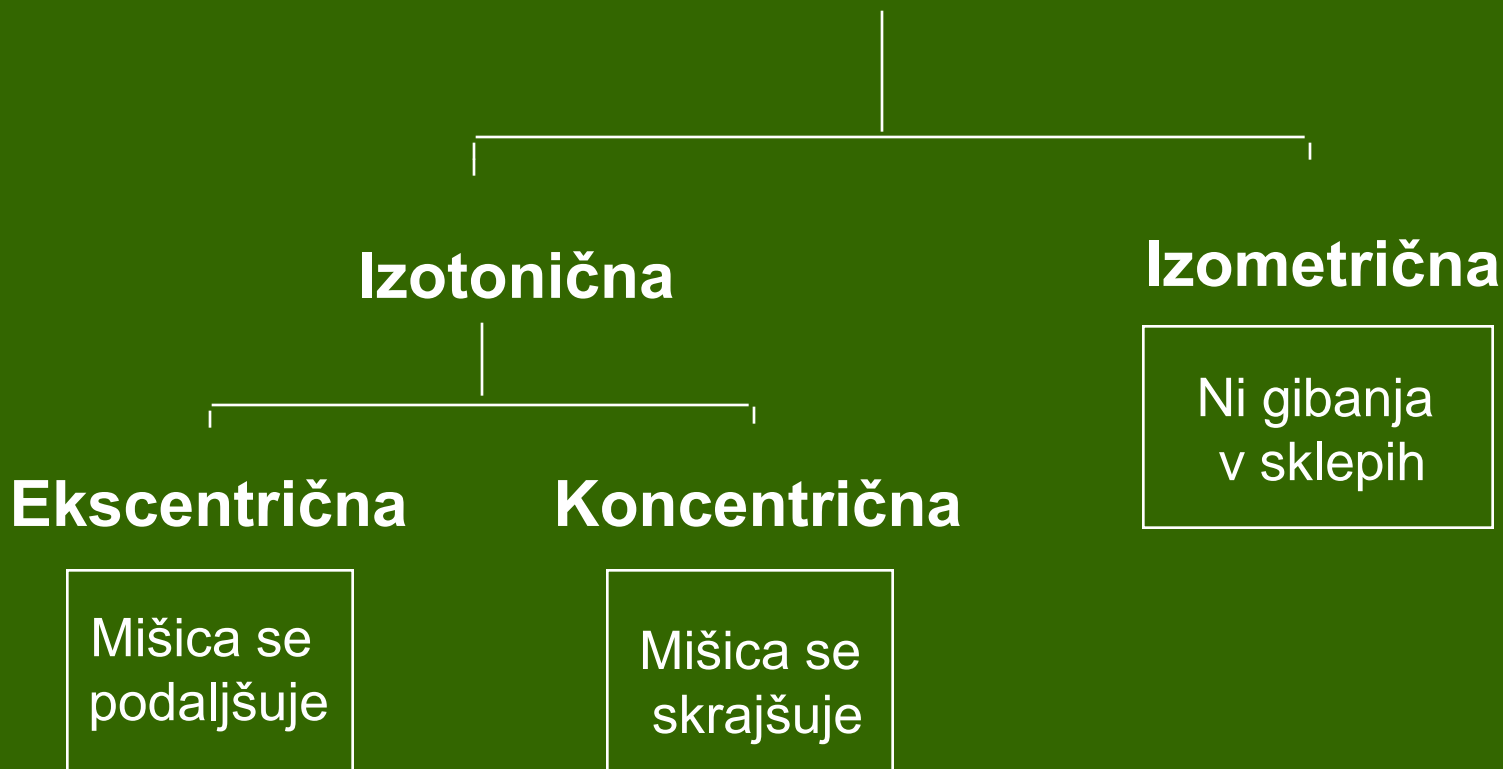 Izotonična
Izometrična
Ni gibanja
v sklepih
Ekscentrična
Koncentrična
Mišica se
podaljšuje
Mišica se
skrajšuje